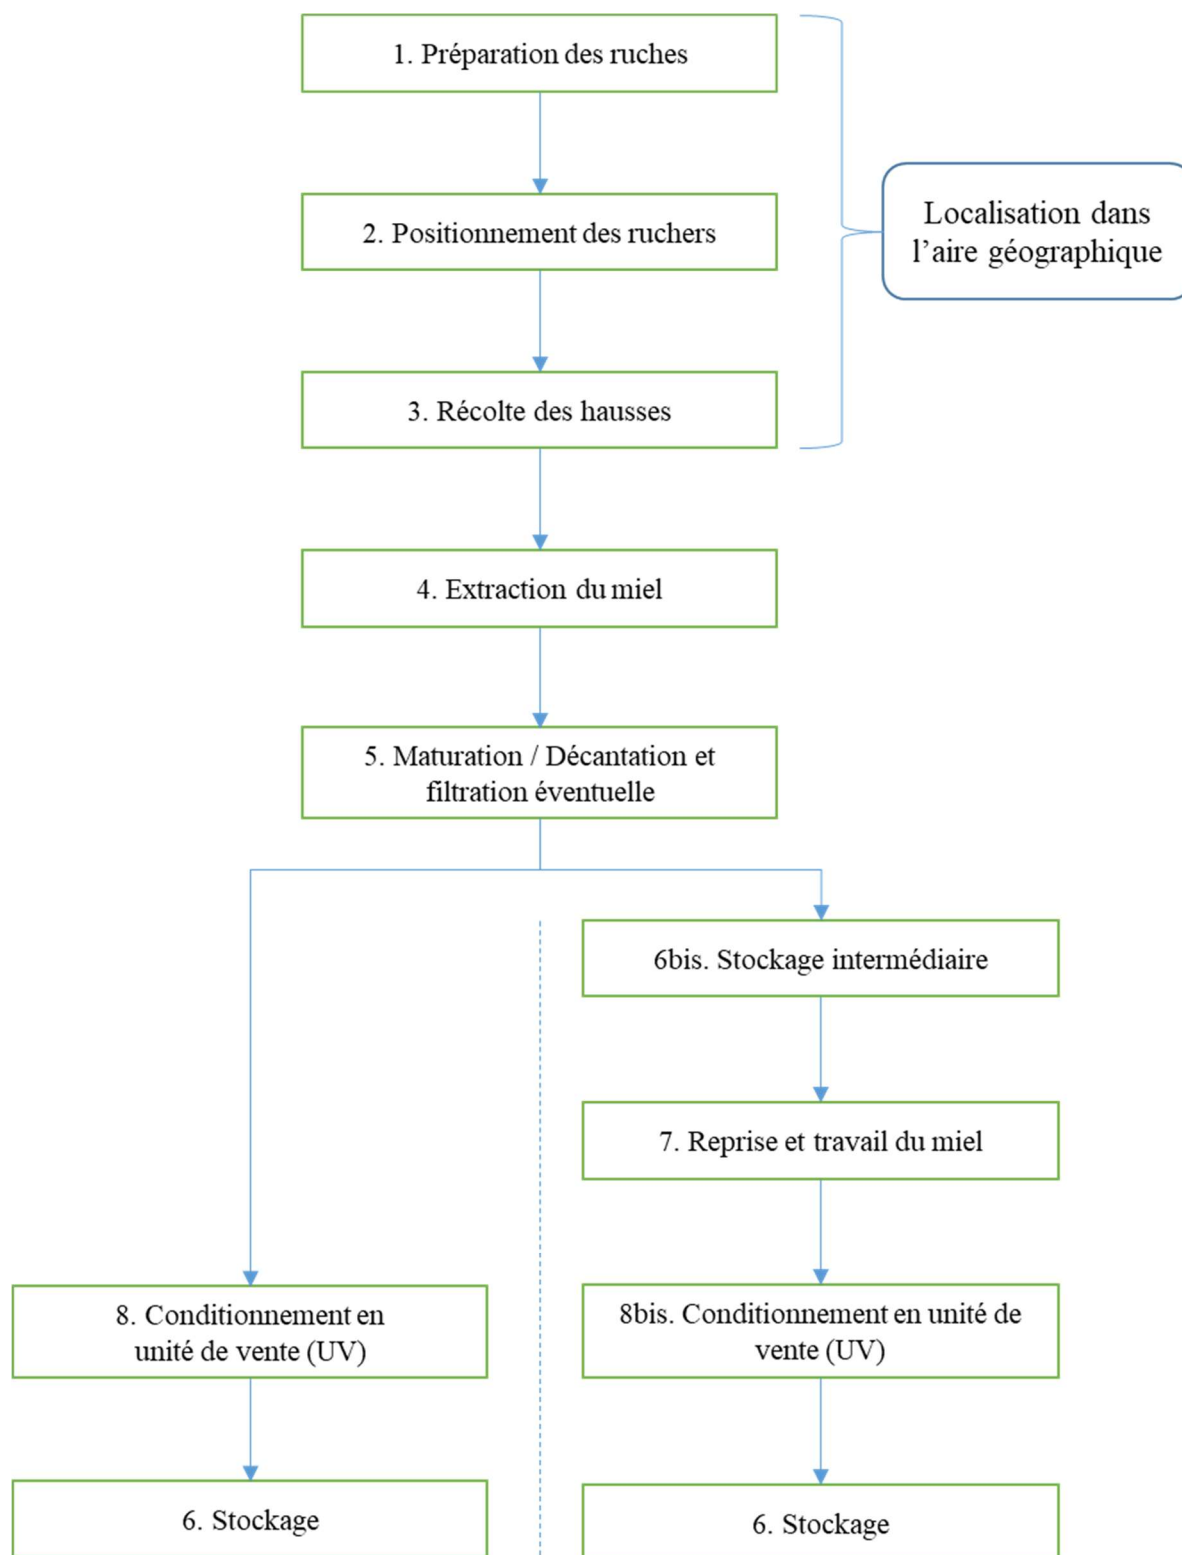 1. Préparation des ruches
2. Positionnement des ruchers
Localisation dans
l’aire géographique
3. Récolte des hausses
4. Extraction du miel
5. Maturation / Décantation et
filtration éventuelle
6bis. Stockage intermédiaire
7. Reprise et travail du miel
8. Conditionnement en
unité de vente (UV)
8bis. Conditionnement en unité de
vente (UV)
6. Stockage
6. Stockage